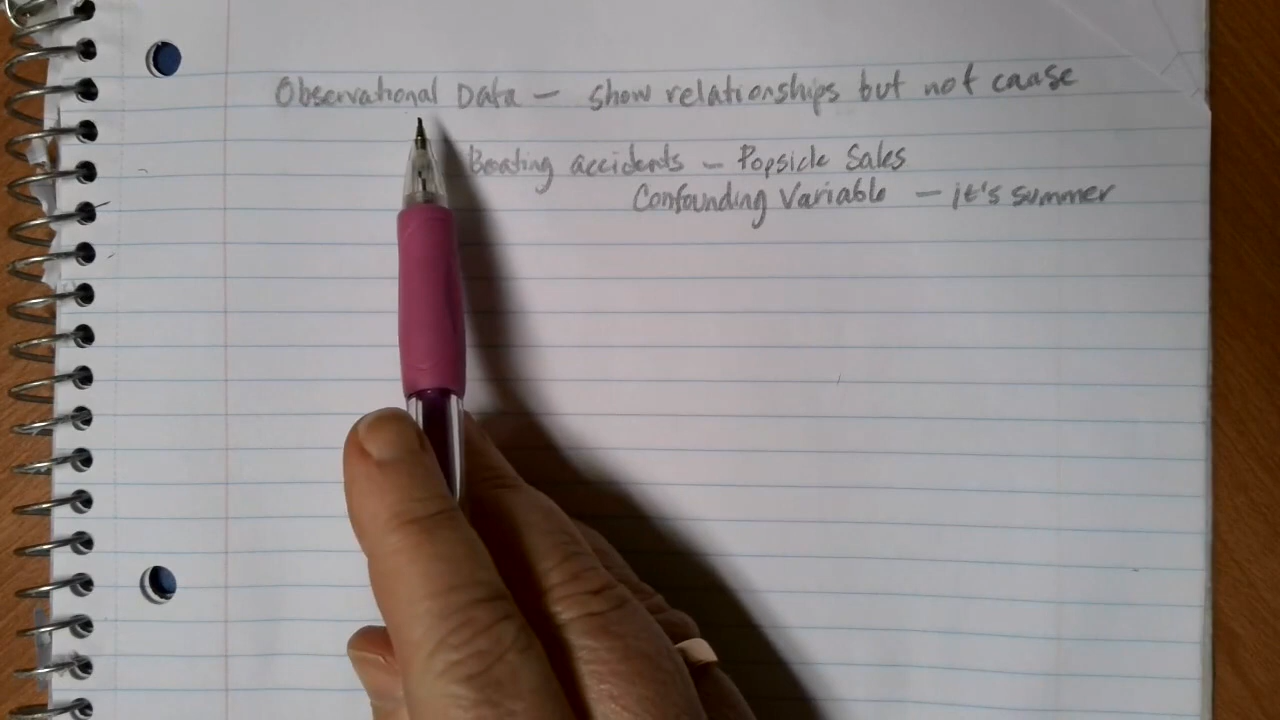 Observational Data – show relationships but not cause
Boating accidents – Popsicle Sales
Confounding Variable – it's summer